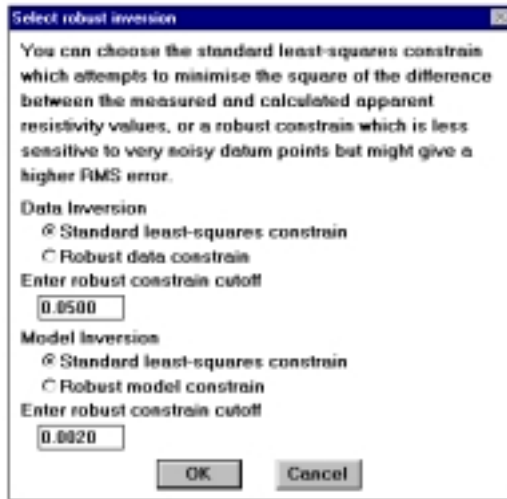 Select robust inversion
You can choose the standard least-squares constrain
which attempts to minimise the square of the difference
between the measured and calculated apparent
resistivity values, or a robust constrain which is less
sensitive to very noisy datum points but might give a
higher RMS error.
Data Inversion
Standard least-squares constrain
Robust data constrain
Enter robust constrain cutoff
0.0500
Model Inversion
Standard least-squares constrain
Robust model constrain
Enter robust constrain cutoff
0.0020
OK Cancel